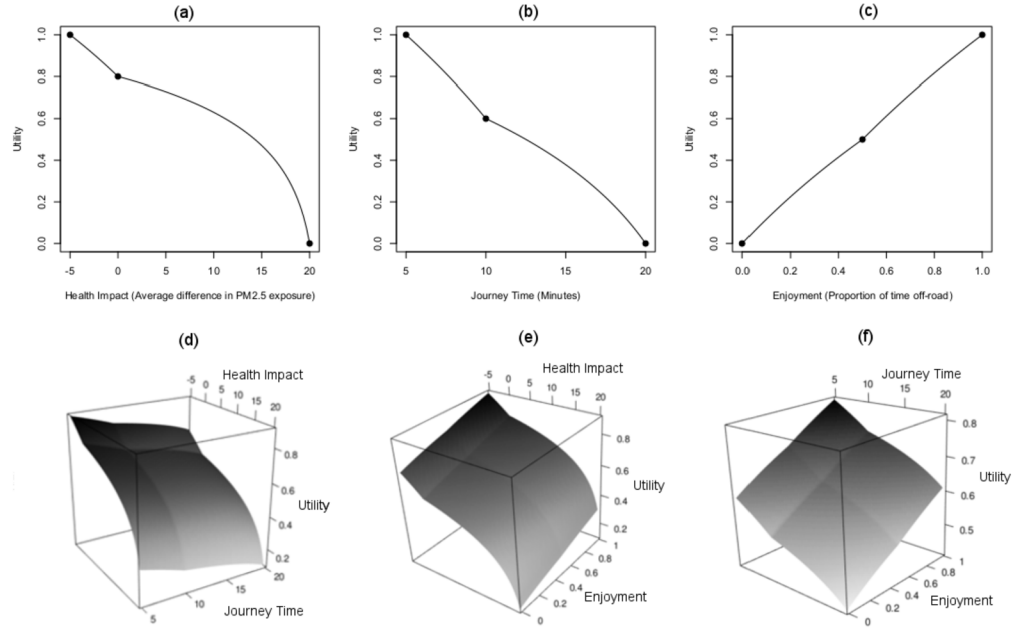 (a) (b) (c)
Utility 0.0 0.2 0.4 0.6 0.8 1.0
-5 0 5 10 15 20
Health Impact (Average difference in PM2.5 exposure)
Utility 0.0 0.2 0.4 0.6 0.8 1.0
5 10 15 20
Journey Time (Minutes)
Utility 0.0 0.2 0.4 0.6 0.8 1.0
0.0 0.2 0.4 0.6 0.8 1.0
Enjoyment (Proportion of time off-road)
(d)
Health Impact
-5 0 5 10 15 20
0.8
0.6
Utility
0.4
0.2
5 10 15 20
Journey Time
(e)
Health Impact
-5 0 5 10 15 20
0.8
0.6
Utility
0.4
0.2
0 0.2 0.4 0.6 0.8 1
Enjoyment
(f)
Journey Time
5 10 15 20
0.8
0.7
Utility
0.6
0.5
0 0.2 0.4 0.6 0.8 1
Enjoyment